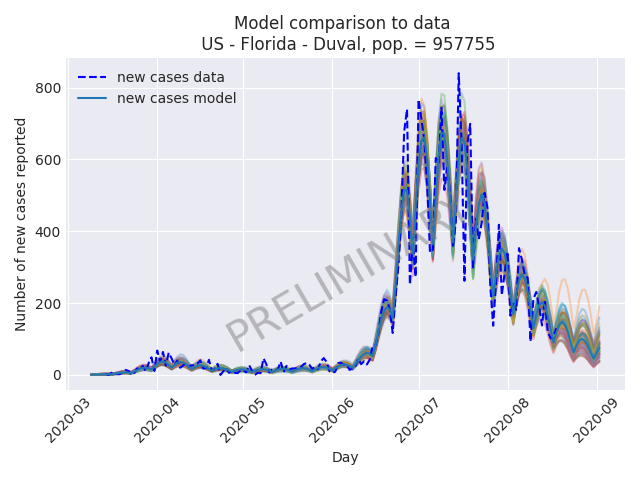 Model comparison to data
US - Florida - Duval, pop. = 957755
new cases data
new cases model
Number of new cases reported
800
600
400
200
0
PRELIMINARY
2020-03
2020-04
2020-05
2020-06
2020-07
2020-08
2020-09
Day